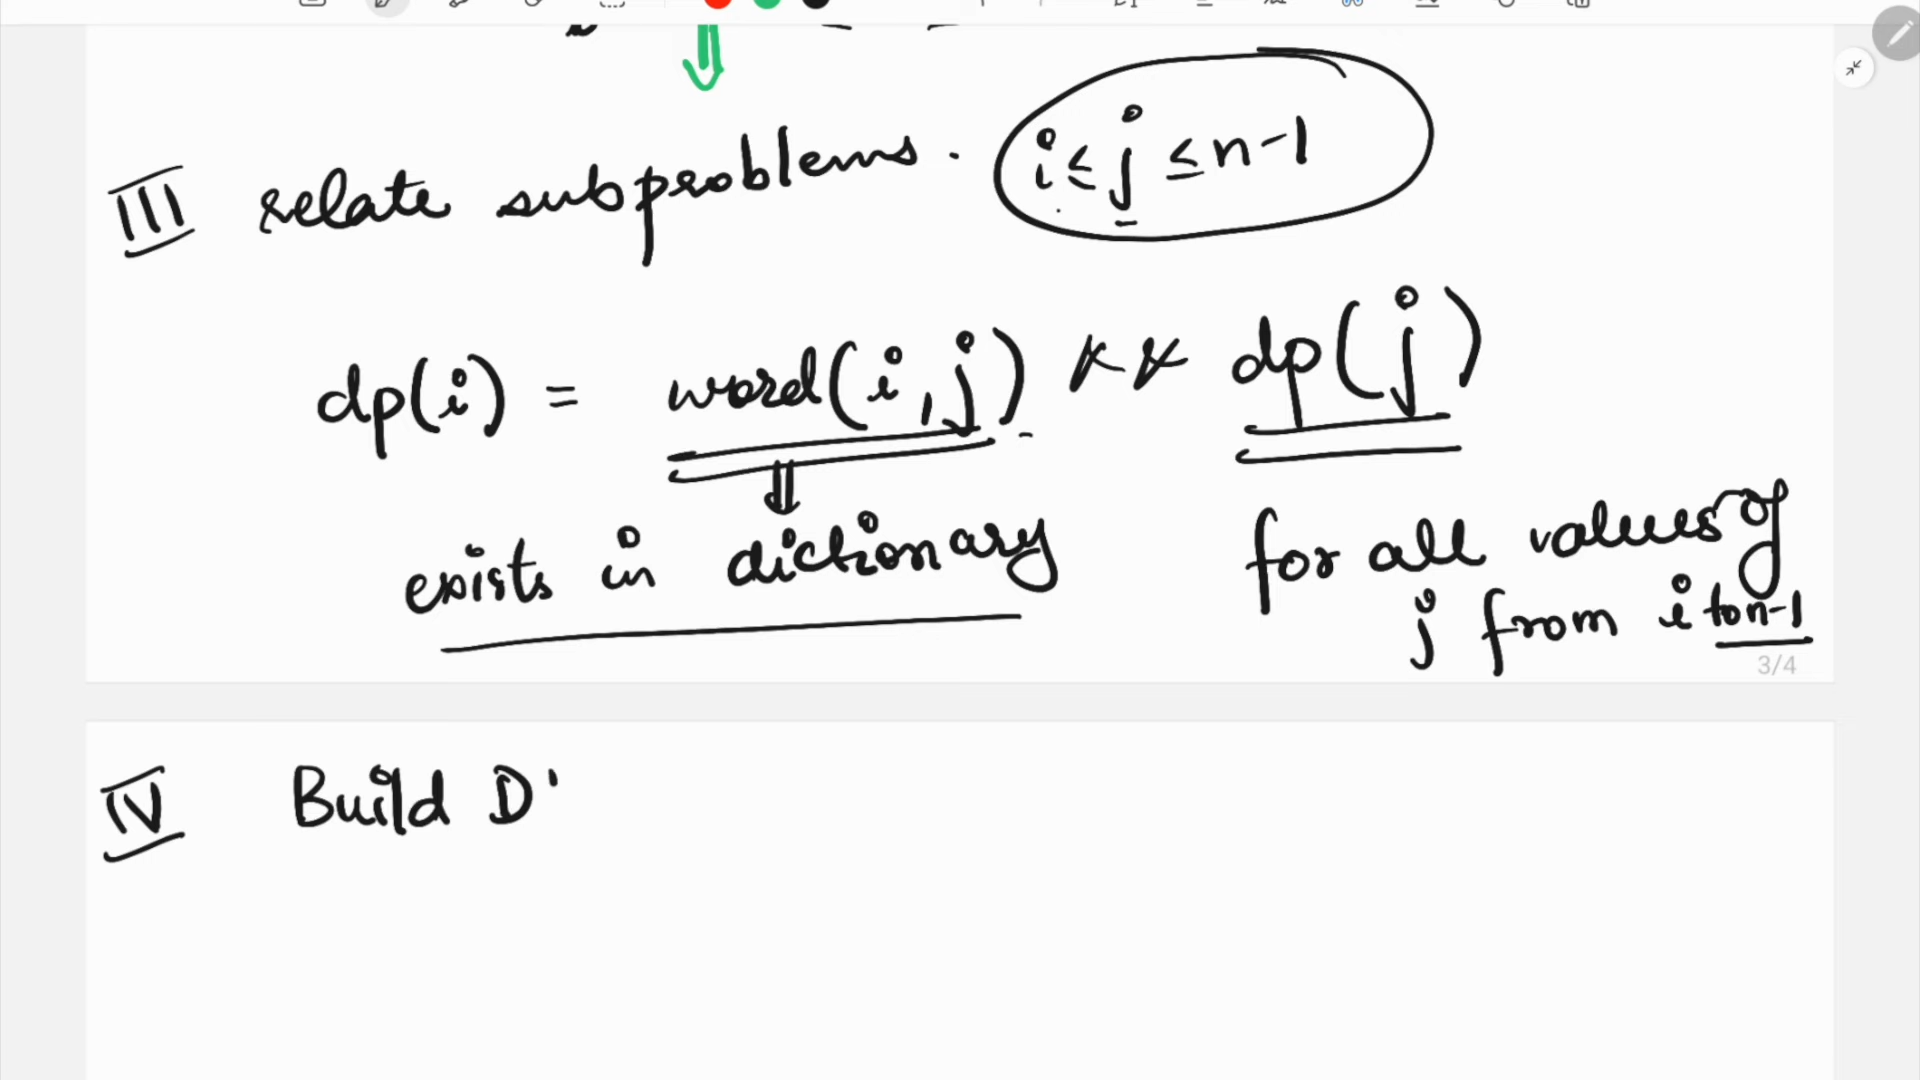 III relate subproblems. i ≤ j ≤ n-1
dp(i) = word(i,j) && dp(j)
exists in dictionary
for all values of
j from i to n-1
3/4
IV Build D